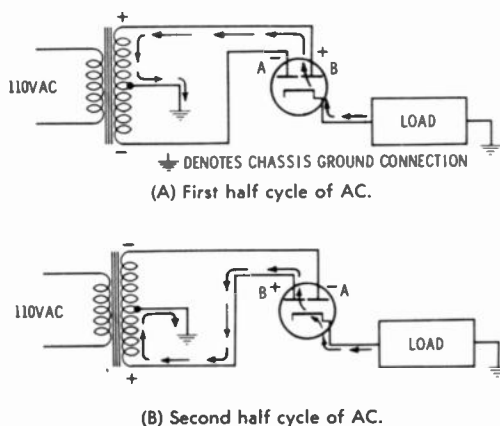 +
110VAC
A
-
+
B
LOAD
-
DENOTES CHASSIS GROUND CONNECTION
(A) First half cycle of AC.
-
110VAC
B
+
-
A
LOAD
+
(B) Second half cycle of AC.